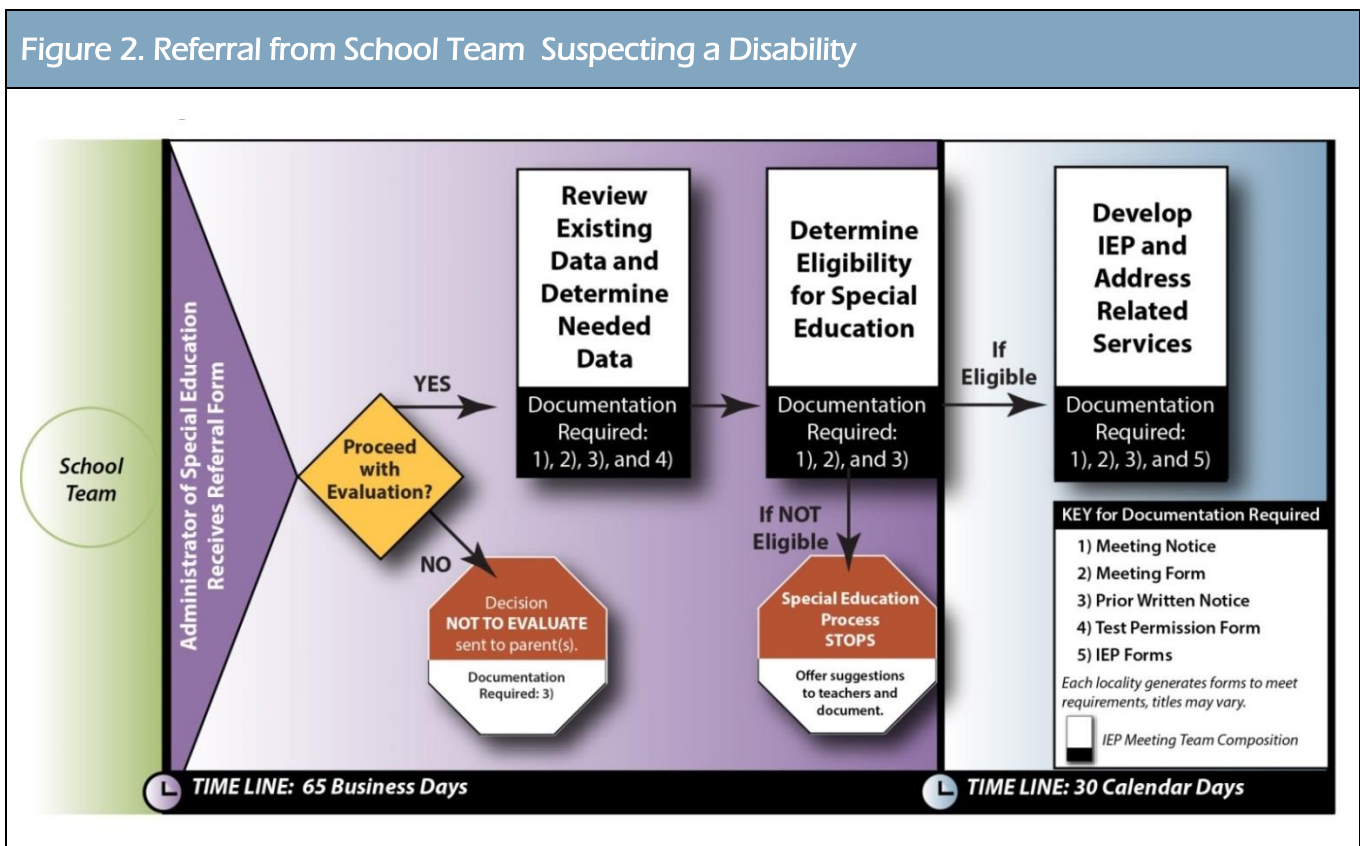 Figure 2. Referral from School Team Suspecting a Disability
School
Team
Administrator of Special Education
Receives Referral Form
Proceed
with
Evaluation?
YES
NO
Decision
NOT TO EVALUATE
sent to parent(s).
Documentation
Required: 3)
Review
Existing
Data and
Determine
Needed
Data
Documentation
Required:
1), 2), 3), and 4)
Determine
Eligibility
for Special
Education
Documentation
Required:
1), 2), and 3)
If NOT
Eligible
Special Education
Process
STOPS
Offer suggestions
to teachers and
document.
If
Eligible
Develop
IEP and
Address
Related
Services
Documentation
Required:
1), 2), 3), and 5)
KEY for Documentation Required
1) Meeting Notice
2) Meeting Form
3) Prior Written Notice
4) Test Permission Form
5) IEP Forms
Each locality generates forms to meet
requirements, titles may vary.
IEP Meeting Team Composition
TIME LINE: 65 Business Days
TIME LINE: 30 Calendar Days